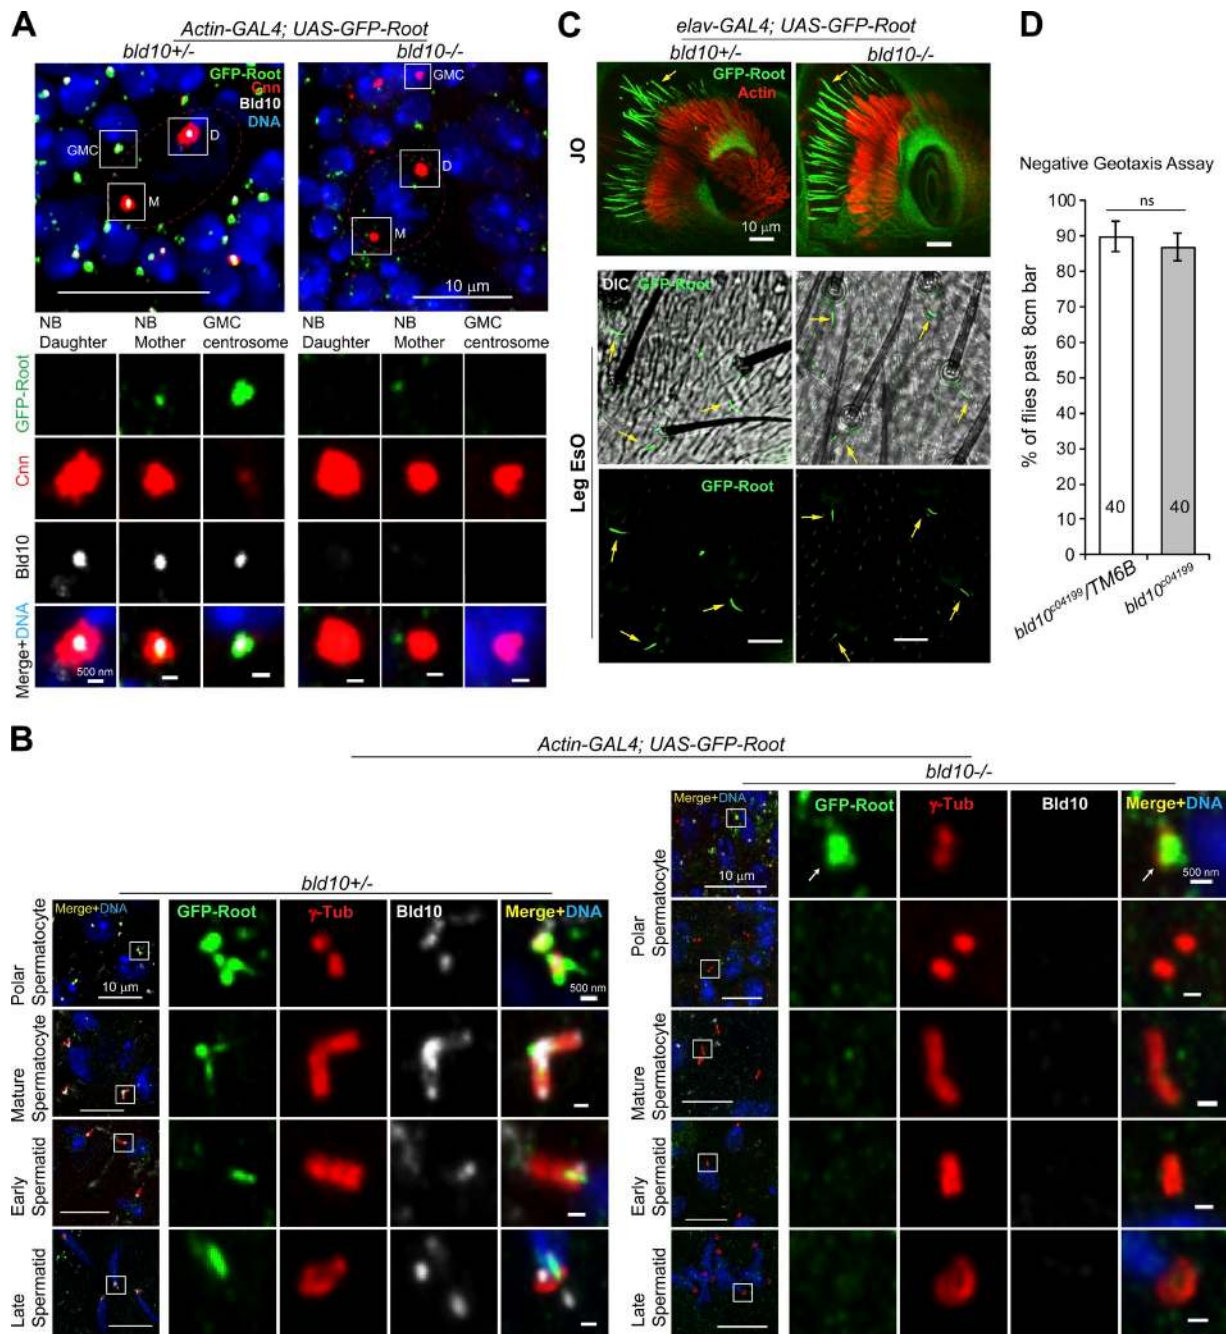 A
Actin-GAL4; UAS-GFP-Root
bld10+/-
bld10-/-
GFP-Root
Cnn
Bld10
DNA
GMC
D
M
GMC
D
M
10 μm
NB Daughter
NB Mother
GMC centrosome
NB Daughter
NB Mother
GMC centrosome
GFP-Root
Cnn
Bld10
Merge+DNA
500 nm
C
elav-GAL4; UAS-GFP-Root
bld10+/-
bld10-/-
GFP-Root
Actin
JO
10 μm
DIC GFP-Root
Leg EsO
GFP-Root
D
Negative Geotaxis Assay
ns
% of flies past 8cm bar
100
90
80
70
60
50
40
30
20
10
0
40
40
bld10c04199/TM6B
bld10c04199
B
Actin-GAL4; UAS-GFP-Root
bld10+/-
Merge+DNA
GFP-Root
γ-Tub
Bld10
Merge+DNA
10 μm
500 nm
Polar Spermatocyte
Mature Spermatocyte
Early Spermatid
Late Spermatid
bld10-/-
Merge+DNA
GFP-Root
γ-Tub
Bld10
Merge+DNA
10 μm
500 nm
Polar Spermatocyte
Mature Spermatocyte
Early Spermatid
Late Spermatid